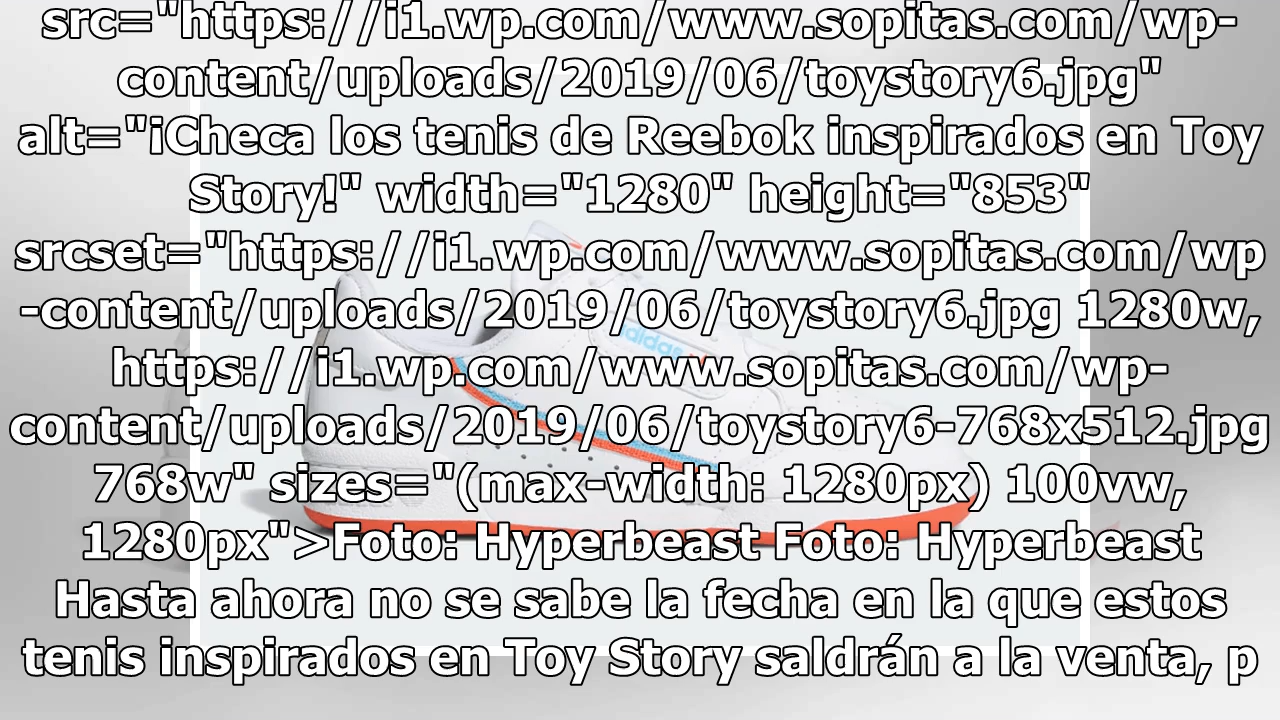 src="https://i1.wp.com/www.sopitas.com/wp-
content/uploads/2019/06/toystory6.jpg"
alt="¡Checa los tenis de Reebok inspirados en Toy
Story!" width="1280" height="853"
srcset="https://i1.wp.com/www.sopitas.com/wp
-content/uploads/2019/06/toystory6.jpg 1280w,
adidas
https://i1.wp.com/www.sopitas.com/wp-
content/uploads/2019/06/toystory6-768x512.jpg
768w" sizes="(max-width: 1280px) 100vw,
1280px">Foto: Hyperbeast Foto: Hyperbeast
Hasta ahora no se sabe la fecha en la que estos
tenis inspirados en Toy Story saldrán a la venta, p